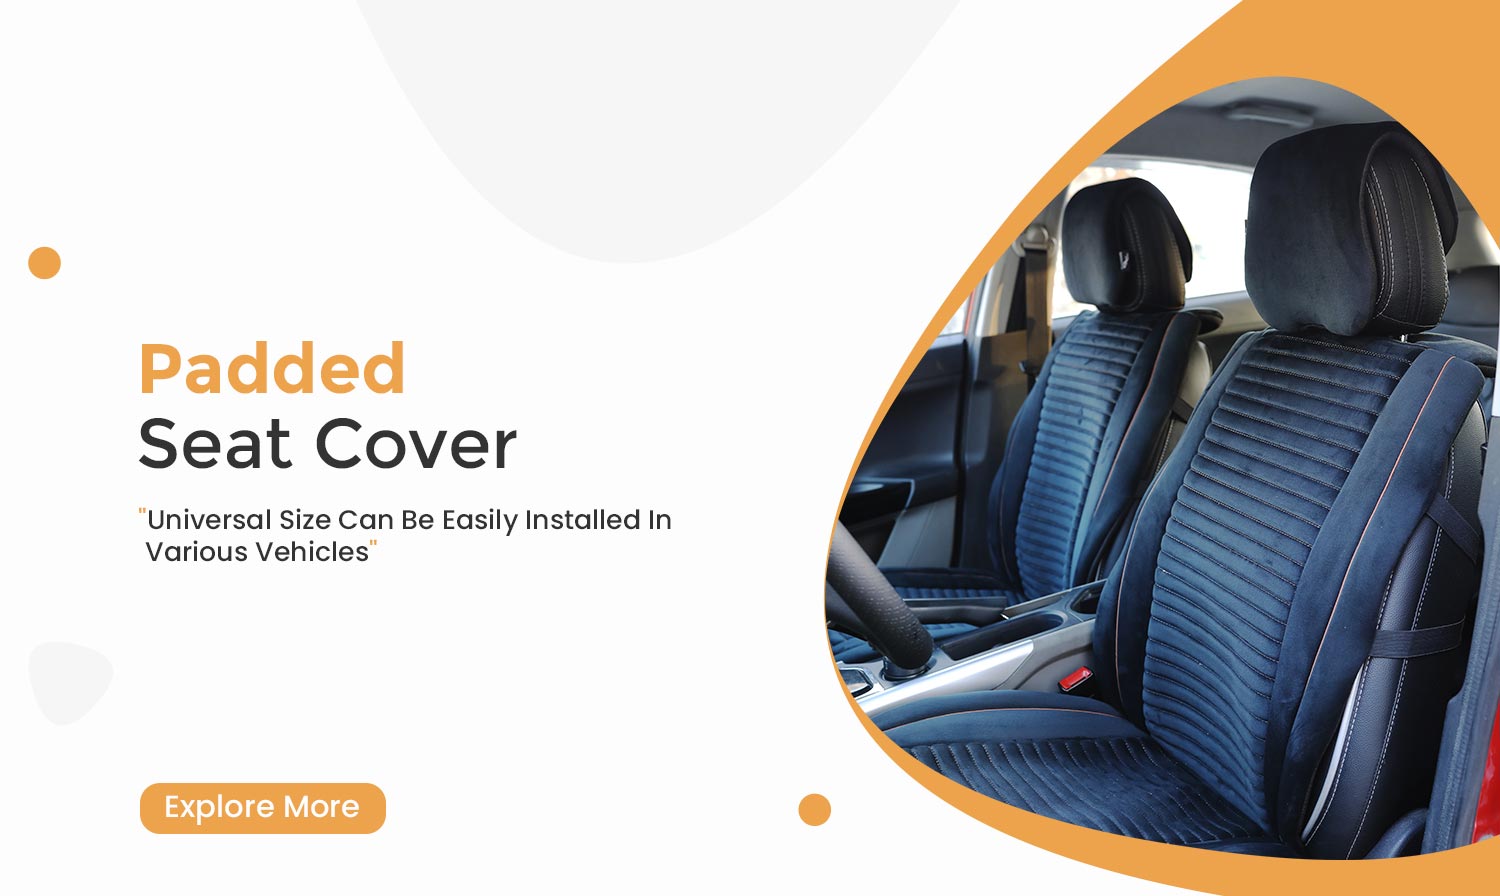 Padded
Seat Cover
"Universal Size Can Be Easily Installed In
Various Vehicles"
Explore More